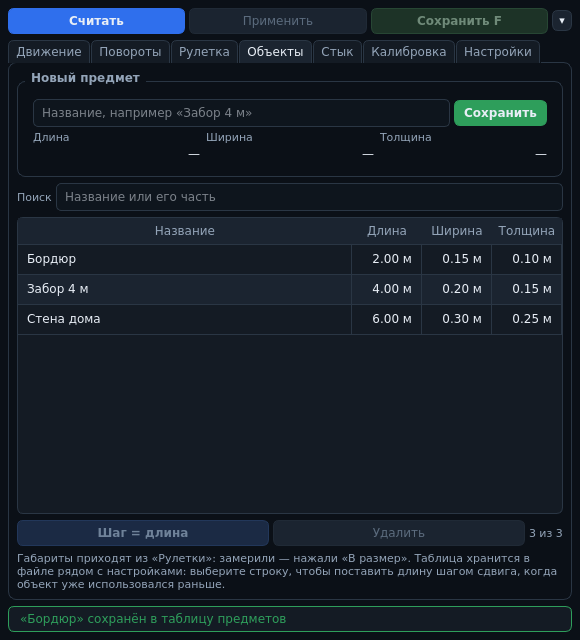 Считать Применить Сохранить F ▾
Движение Повороты Рулетка Объекты Стык Калибровка Настройки
Новый предмет
Название, например «Забор 4 м» Сохранить
Длина Ширина Толщина
— — —
Поиск Название или его часть
Название Длина Ширина Толщина
Бордюр 2.00 м 0.15 м 0.10 м
Забор 4 м 4.00 м 0.20 м 0.15 м
Стена дома 6.00 м 0.30 м 0.25 м
Шаг = длина Удалить 3 из 3
Габариты приходят из «Рулетки»: замерили — нажали «В размер». Таблица хранится в
файле рядом с настройками: выберите строку, чтобы поставить длину шагом сдвига, когда
объект уже использовался раньше.
«Бордюр» сохранён в таблицу предметов